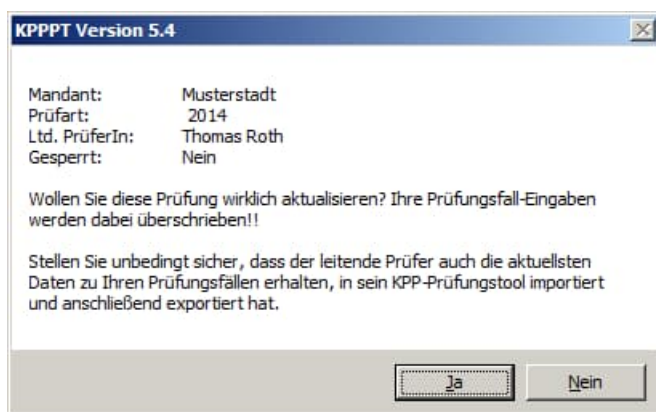 KPPPT Version 5.4
Mandant: Musterstadt
Prüfart: 2014
Ltd. PrüferIn: Thomas Roth
Gesperrt: Nein
Wollen Sie diese Prüfung wirklich aktualisieren? Ihre Prüfungsfall-Eingaben
werden dabei überschrieben!!
Stellen Sie unbedingt sicher, dass der leitende Prüfer auch die aktuellsten
Daten zu Ihren Prüfungsfällen erhalten, in sein KPP-Prüfungstool importiert
und anschließend exportiert hat.
Ja
Nein